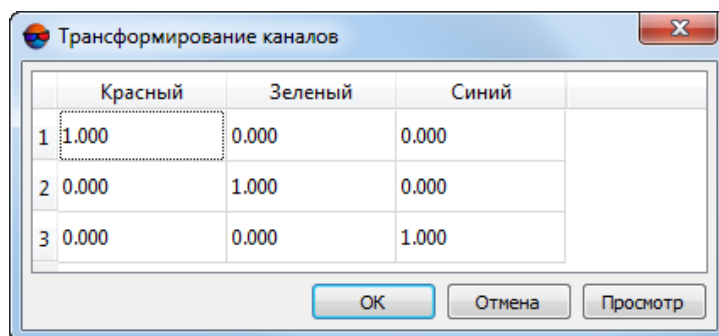 Трансформирование каналов
Красный Зеленый Синий
1 1.000 0.000 0.000
2 0.000 1.000 0.000
3 0.000 0.000 1.000
OK Отмена Просмотр